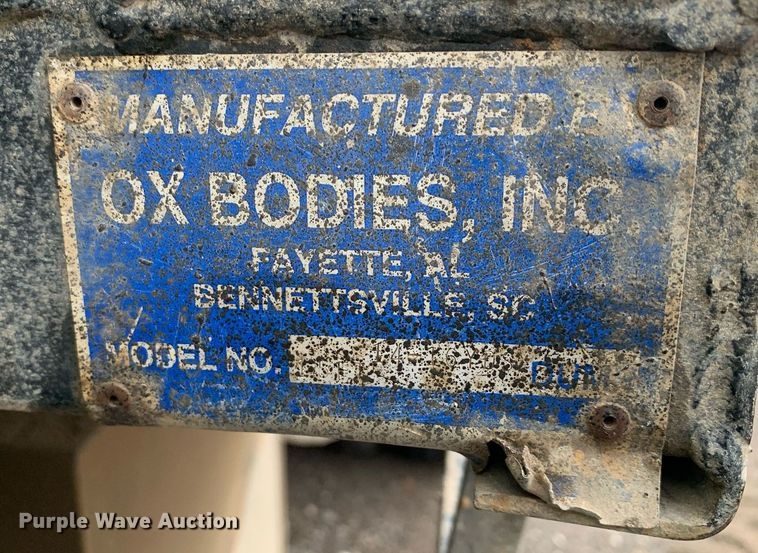 MANUFACTURED B
OX BODIES, INC.
FAYETTE, AL
BENNETTSVILLE, SC
MODEL NO.
Purple Wave Auction